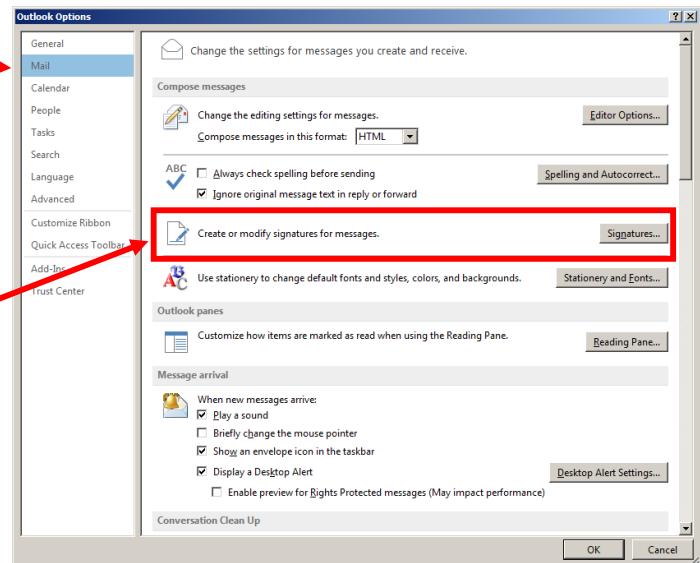 Outlook Options
General
Mail
Calendar
People
Tasks
Search
Language
Advanced
Customize Ribbon
Quick Access Toolbar
Add-Ins
Trust Center
Change the settings for messages you create and receive.
Compose messages
Change the editing settings for messages.
Editor Options...
Compose messages in this format: HTML
ABC
Always check spelling before sending
Spelling and Autocorrect...
Ignore original message text in reply or forward
Create or modify signatures for messages.
Signatures...
Use stationery to change default fonts and styles, colors, and backgrounds.
Stationery and Fonts...
Outlook panes
Customize how items are marked as read when using the Reading Pane.
Reading Pane...
Message arrival
When new messages arrive:
Play a sound
Briefly change the mouse pointer
Show an envelope icon in the taskbar
Display a Desktop Alert
Desktop Alert Settings...
Enable preview for Rights Protected messages (May impact performance)
Conversation Clean Up
OK
Cancel